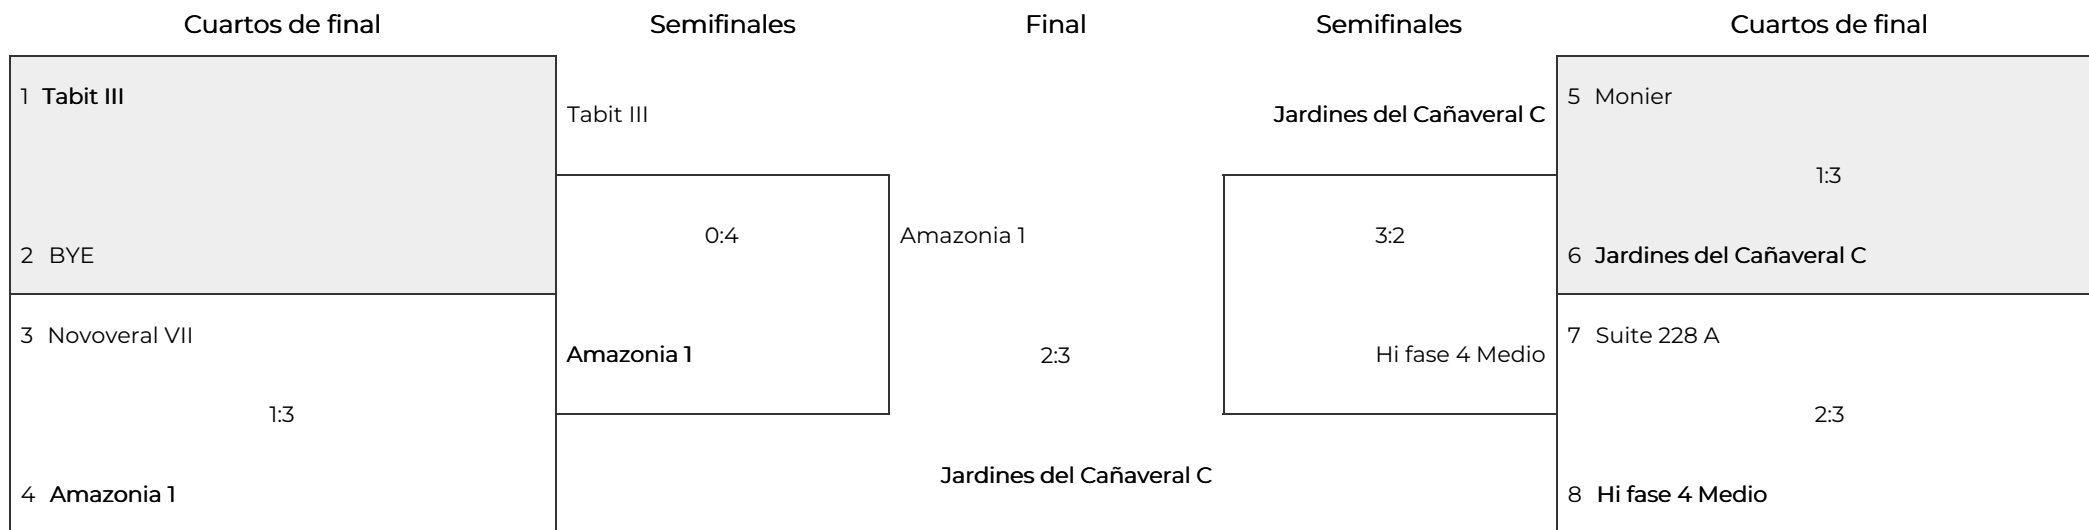 Cuartos de final
Semifinales
Final
Semifinales
Cuartos de final
1 Tabit III
2 BYE
3 Novoveral VII
1:3
4 Amazonia 1
Tabit III
0:4
Amazonia 1
Amazonia 1
2:3
Jardines del Cañaveral C
Jardines del Cañaveral C
3:2
Hi fase 4 Medio
5 Monier
1:3
6 Jardines del Cañaveral C
7 Suite 228 A
2:3
8 Hi fase 4 Medio